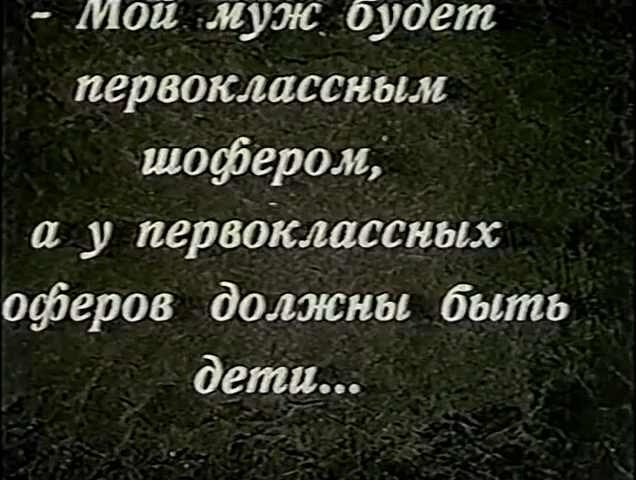 - Мой муж будет
первоклассным
шофером,
а у первоклассных
оферов должны быть
дети...